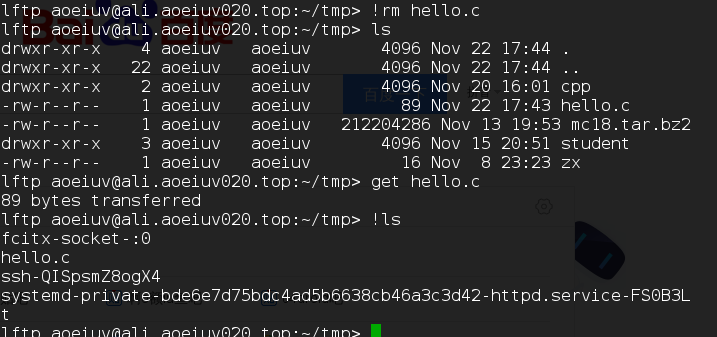 lftp aoeiuv@ali.aoeiuv020.top:~/tmp> !rm hello.c
lftp aoeiuv@ali.aoeiuv020.top:~/tmp> ls
drwxr-xr-x    4 aoeiuv   aoeiuv       4096 Nov 22 17:44 .
drwxr-xr-x   22 aoeiuv   aoeiuv       4096 Nov 22 17:44 ..
drwxr-xr-x    2 aoeiuv   aoeiuv       4096 Nov 20 16:01 cpp
-rw-r--r--    1 aoeiuv   aoeiuv         89 Nov 22 17:43 hello.c
-rw-r--r--    1 aoeiuv   aoeiuv   212204286 Nov 13 19:53 mc18.tar.bz2
drwxr-xr-x    3 aoeiuv   aoeiuv       4096 Nov 15 20:51 student
-rw-r--r--    1 aoeiuv   aoeiuv         16 Nov  8 23:23 zx
lftp aoeiuv@ali.aoeiuv020.top:~/tmp> get hello.c
89 bytes transferred
lftp aoeiuv@ali.aoeiuv020.top:~/tmp> !ls
fcitx-socket-:0
hello.c
ssh-QISpsmZ8ogX4
systemd-private-bde6e7d75bdc4ad5b6638cb46a3c3d42-httpd.service-FS0B3L
t
lftp aoeiuv@ali.aoeiuv020.top:~/tmp>